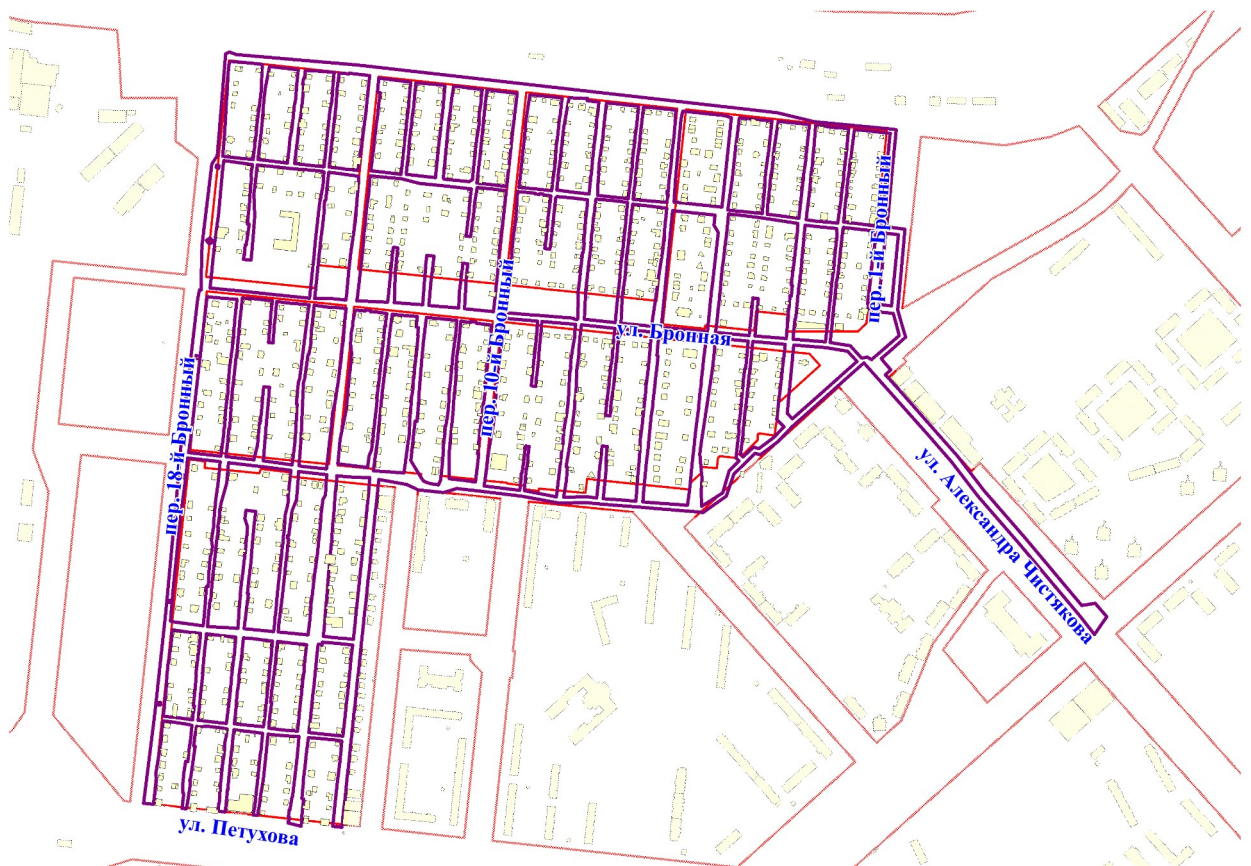 пер. 1-й Бронный
ул. Бронная
пер. 10-й Бронный
пер. 18-й Бронный
ул. Александра Чистякова
ул. Петухова